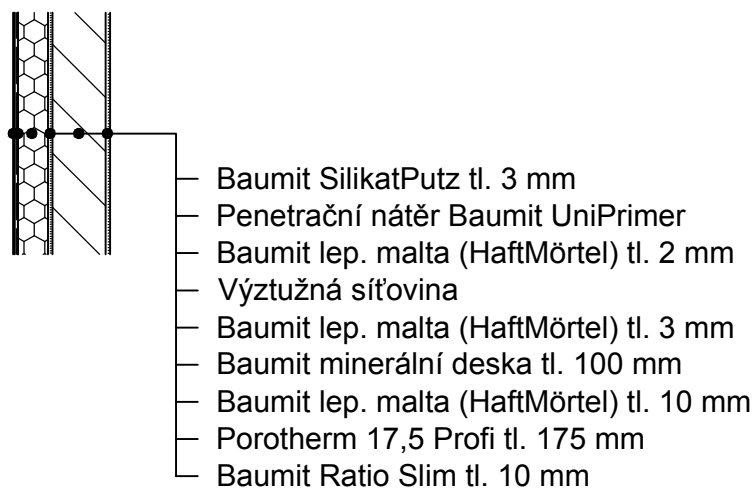 Baumit SilikatPutz tl. 3 mm
Penetrační nátěr Baumit UniPrimer
Baumit lep. malta (HaftMörtel) tl. 2 mm
Výztužná síťovina
Baumit lep. malta (HaftMörtel) tl. 3 mm
Baumit minerální deska tl. 100 mm
Baumit lep. malta (HaftMörtel) tl. 10 mm
Porotherm 17,5 Profi tl. 175 mm
Baumit Ratio Slim tl. 10 mm